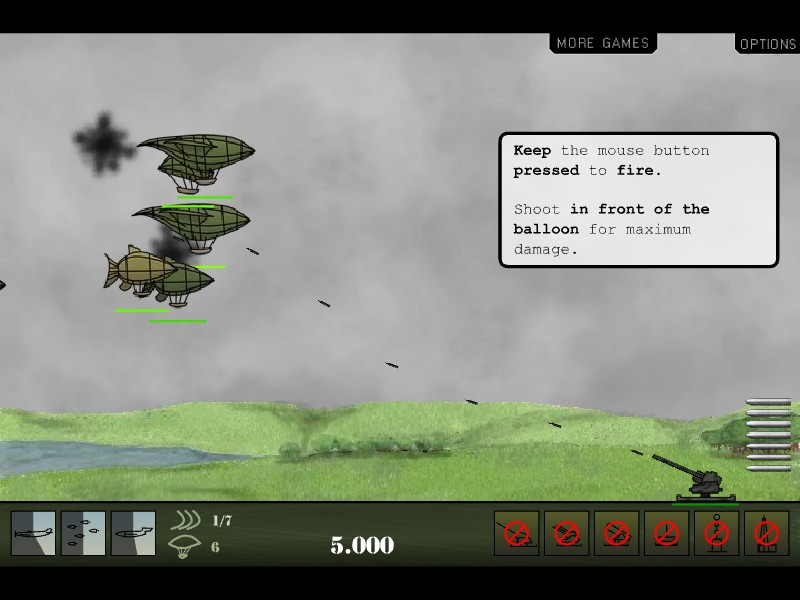 MORE GAMES
OPTIONS
Keep the mouse button
pressed to fire.
Shoot in front of the
balloon for maximum
damage.
1/7
6
5.000